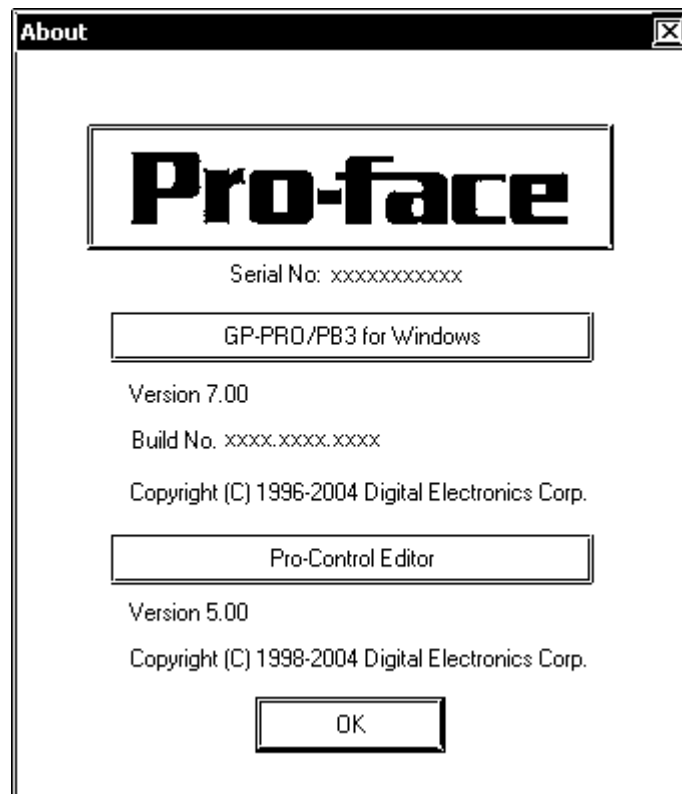 About
Pro-face
Serial No: xxxxxxxxxxx
GP-PRO/PB3 for Windows
Version 7.00
Build No. xxxx.xxxx.xxxx
Copyright (C) 1996-2004 Digital Electronics Corp.
Pro-Control Editor
Version 5.00
Copyright (C) 1998-2004 Digital Electronics Corp.
OK